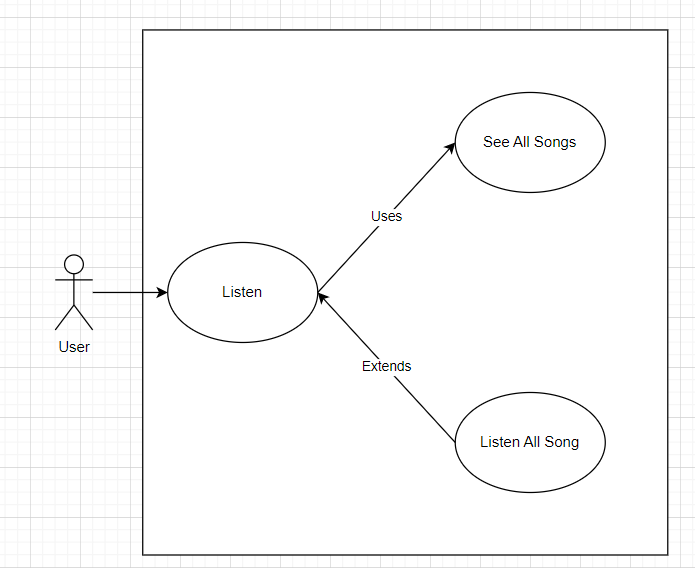 See All Songs
Uses
Listen
User
Extends
Listen All Song